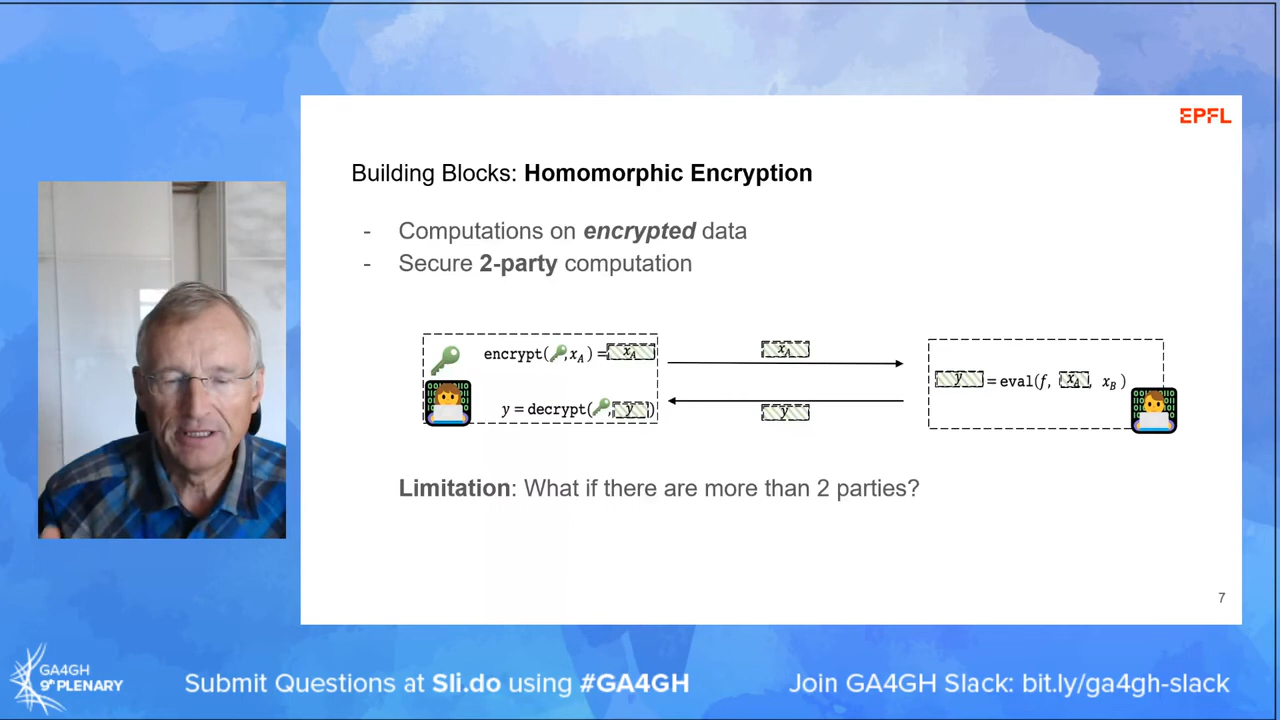 EPFL
Building Blocks: Homomorphic Encryption
- Computations on encrypted data
- Secure 2-party computation
encrypt( , x_A ) = x_A
x_A
y = eval(f, x_A, x_B )
y = decrypt( , y )
y
Limitation: What if there are more than 2 parties?
7
GA4GH
9th PLENARY
Submit Questions at Sli.do using #GA4GH
Join GA4GH Slack: bit.ly/ga4gh-slack